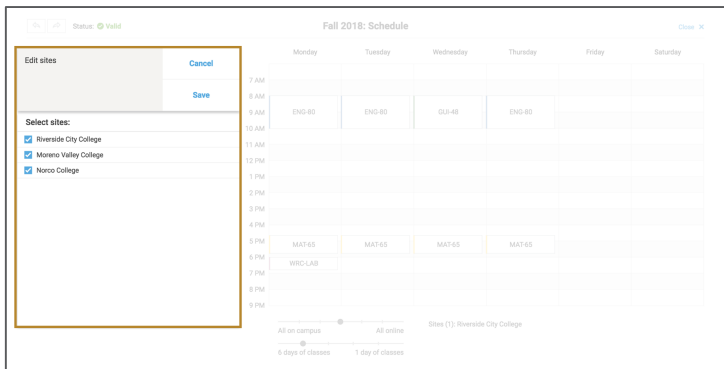 Status: Valid
Fall 2018: Schedule
Close ✕
Edit sites
Cancel
Save
Select sites:
Riverside City College
Moreno Valley College
Norco College
Monday Tuesday Wednesday Thursday Friday Saturday
7 AM
8 AM
9 AM ENG-80 ENG-80 GUI-48 ENG-80
10 AM
11 AM
12 PM
1 PM
2 PM
3 PM
4 PM
5 PM MAT-65 MAT-65 MAT-65 MAT-65
6 PM WRC-LAB
7 PM
8 PM
9 PM
All on campus All online
Sites (1): Riverside City College
6 days of classes 1 day of classes